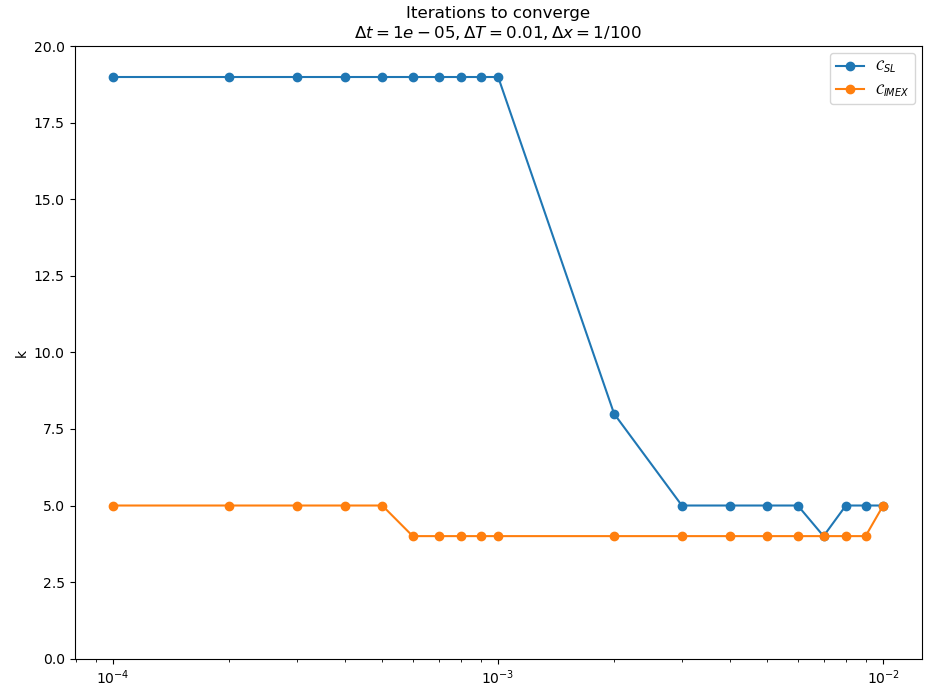 Iterations to converge
Δt = 1e − 05, ΔT = 0.01, Δx = 1/100
20.0
17.5
15.0
12.5
10.0
7.5
5.0
2.5
0.0
k
10⁻⁴
10⁻³
10⁻²
𝒞_SL
𝒞_IMEX